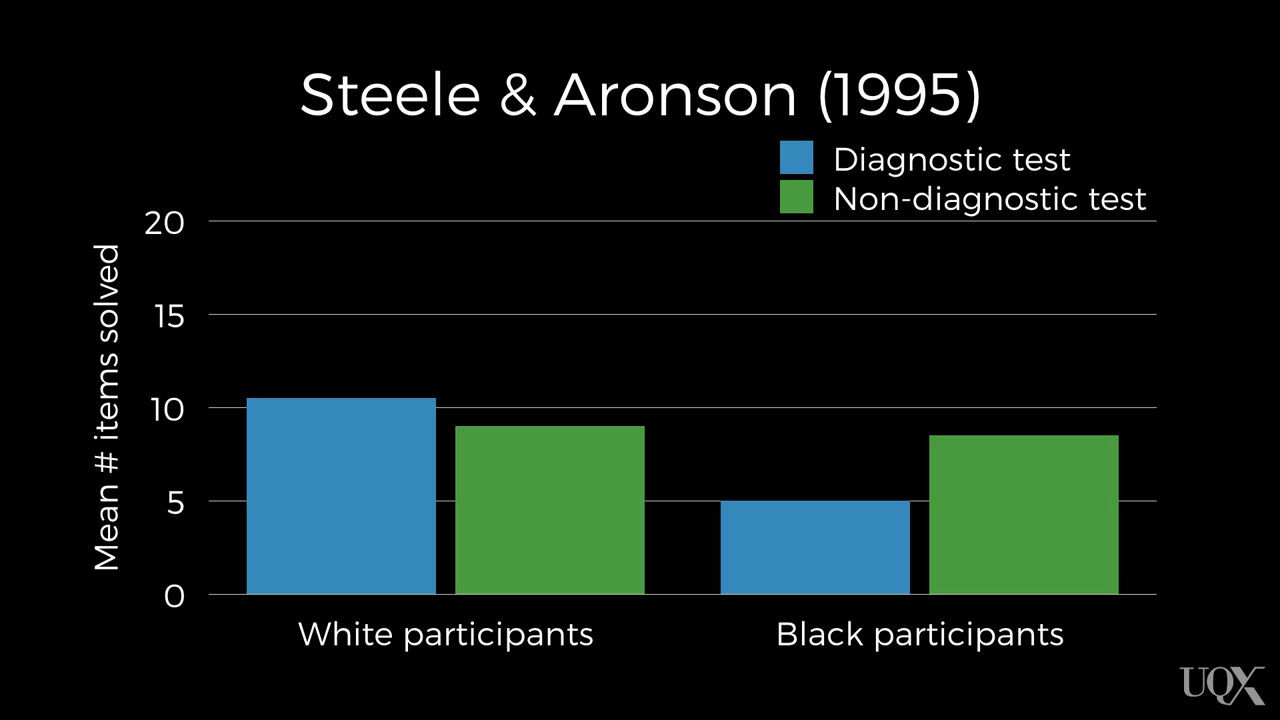 Steele & Aronson (1995)
Diagnostic test
Non-diagnostic test
Mean # items solved
20
15
10
5
0
White participants
Black participants
UQX